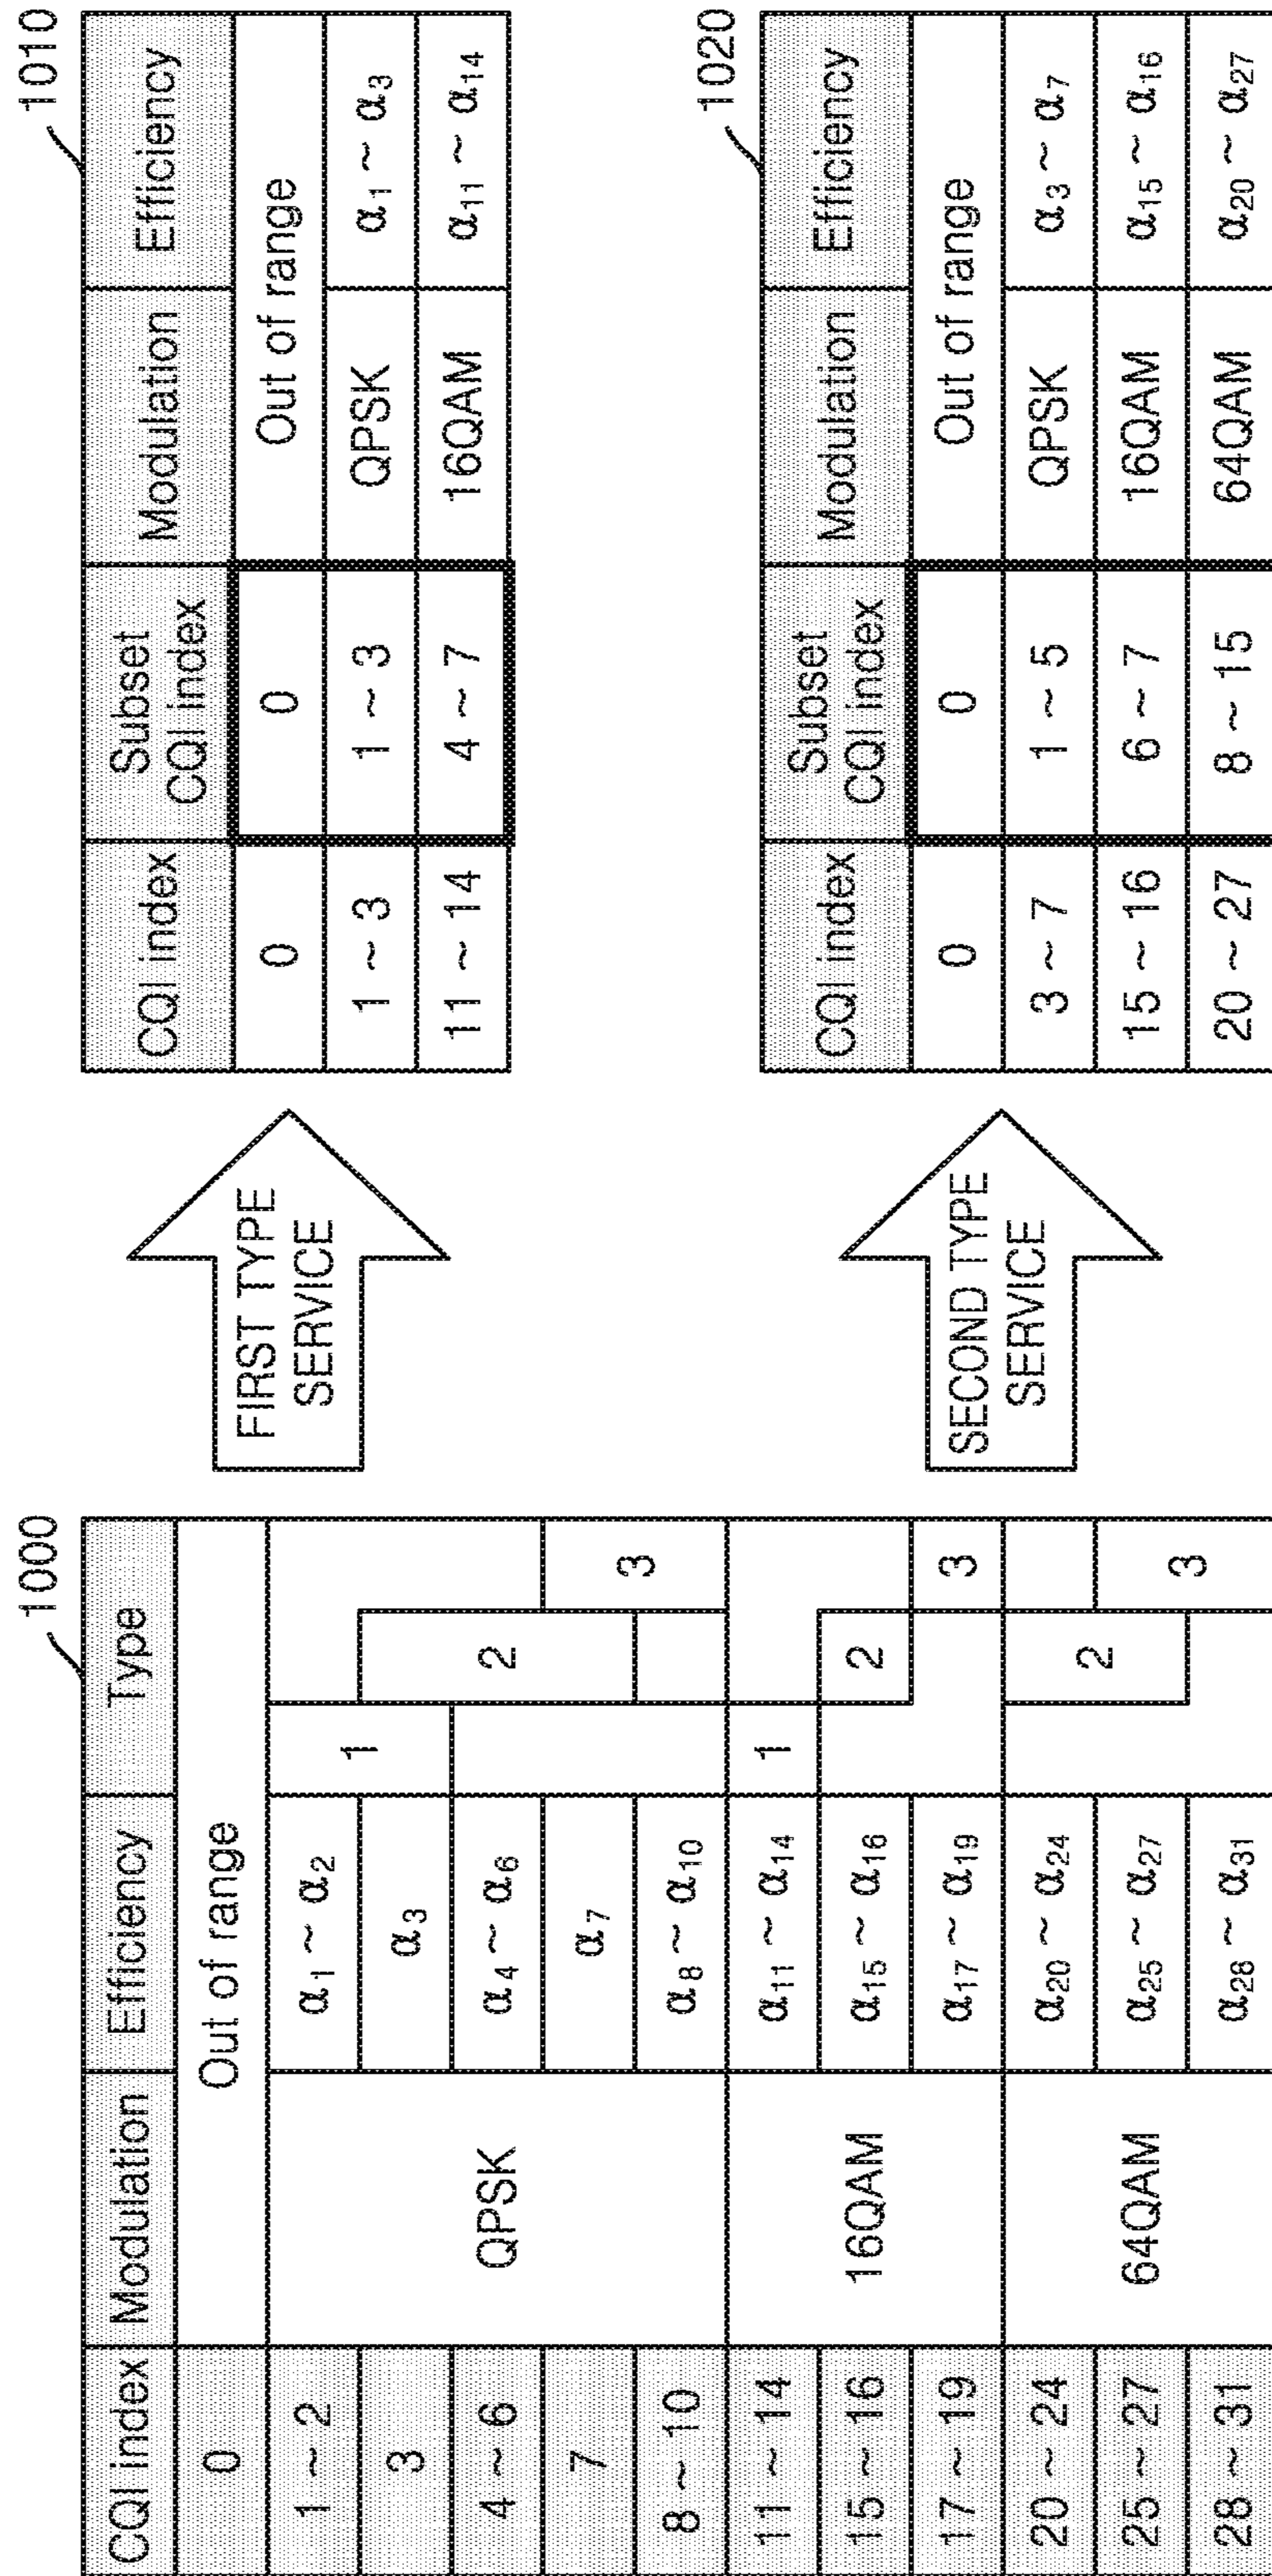 1000
CQI index Modulation Efficiency Type
0 Out of range
1 ~ 2 QPSK α1 ~ α2 1
3 α3 2
4 ~ 6 α4 ~ α6
7 α7 3
8 ~ 10 α8 ~ α10
11 ~ 14 16QAM α11 ~ α14 1
15 ~ 16 α15 ~ α16 2
17 ~ 19 α17 ~ α19 3
20 ~ 24 64QAM α20 ~ α24 2
25 ~ 27 α25 ~ α27 3
28 ~ 31 α28 ~ α31
FIRST TYPE
SERVICE
1010
CQI index Subset
CQI index Modulation Efficiency
0 0 Out of range
1 ~ 3 1 ~ 3 QPSK α1 ~ α3
11 ~ 14 4 ~ 7 16QAM α11 ~ α14
SECOND TYPE
SERVICE
1020
CQI index Subset
CQI index Modulation Efficiency
0 0 Out of range
3 ~ 7 1 ~ 5 QPSK α3 ~ α7
15 ~ 16 6 ~ 7 16QAM α15 ~ α16
20 ~ 27 8 ~ 15 64QAM α20 ~ α27